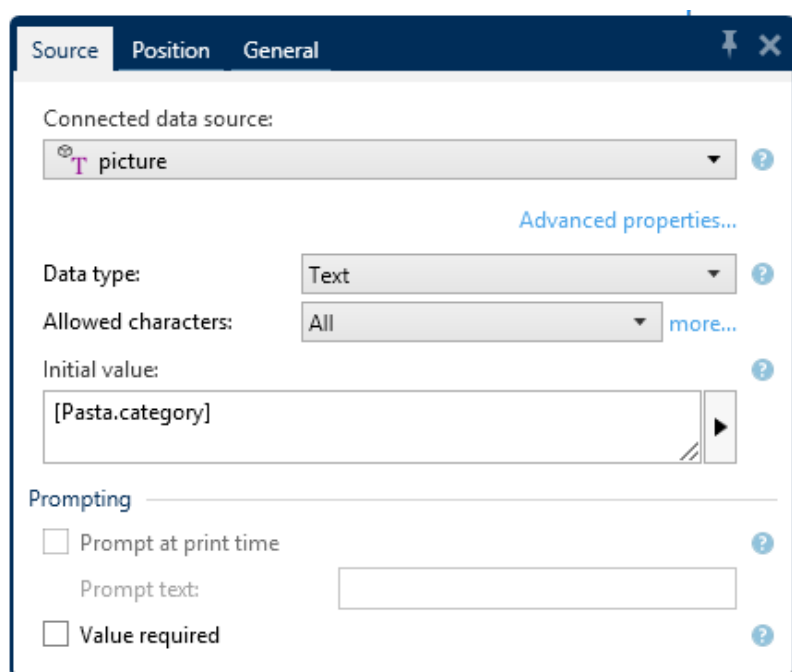 Source Position General
Connected data source:
T picture
Advanced properties...
Data type: Text
Allowed characters: All more...
Initial value:
[Pasta.category]
Prompting
Prompt at print time
Prompt text:
Value required